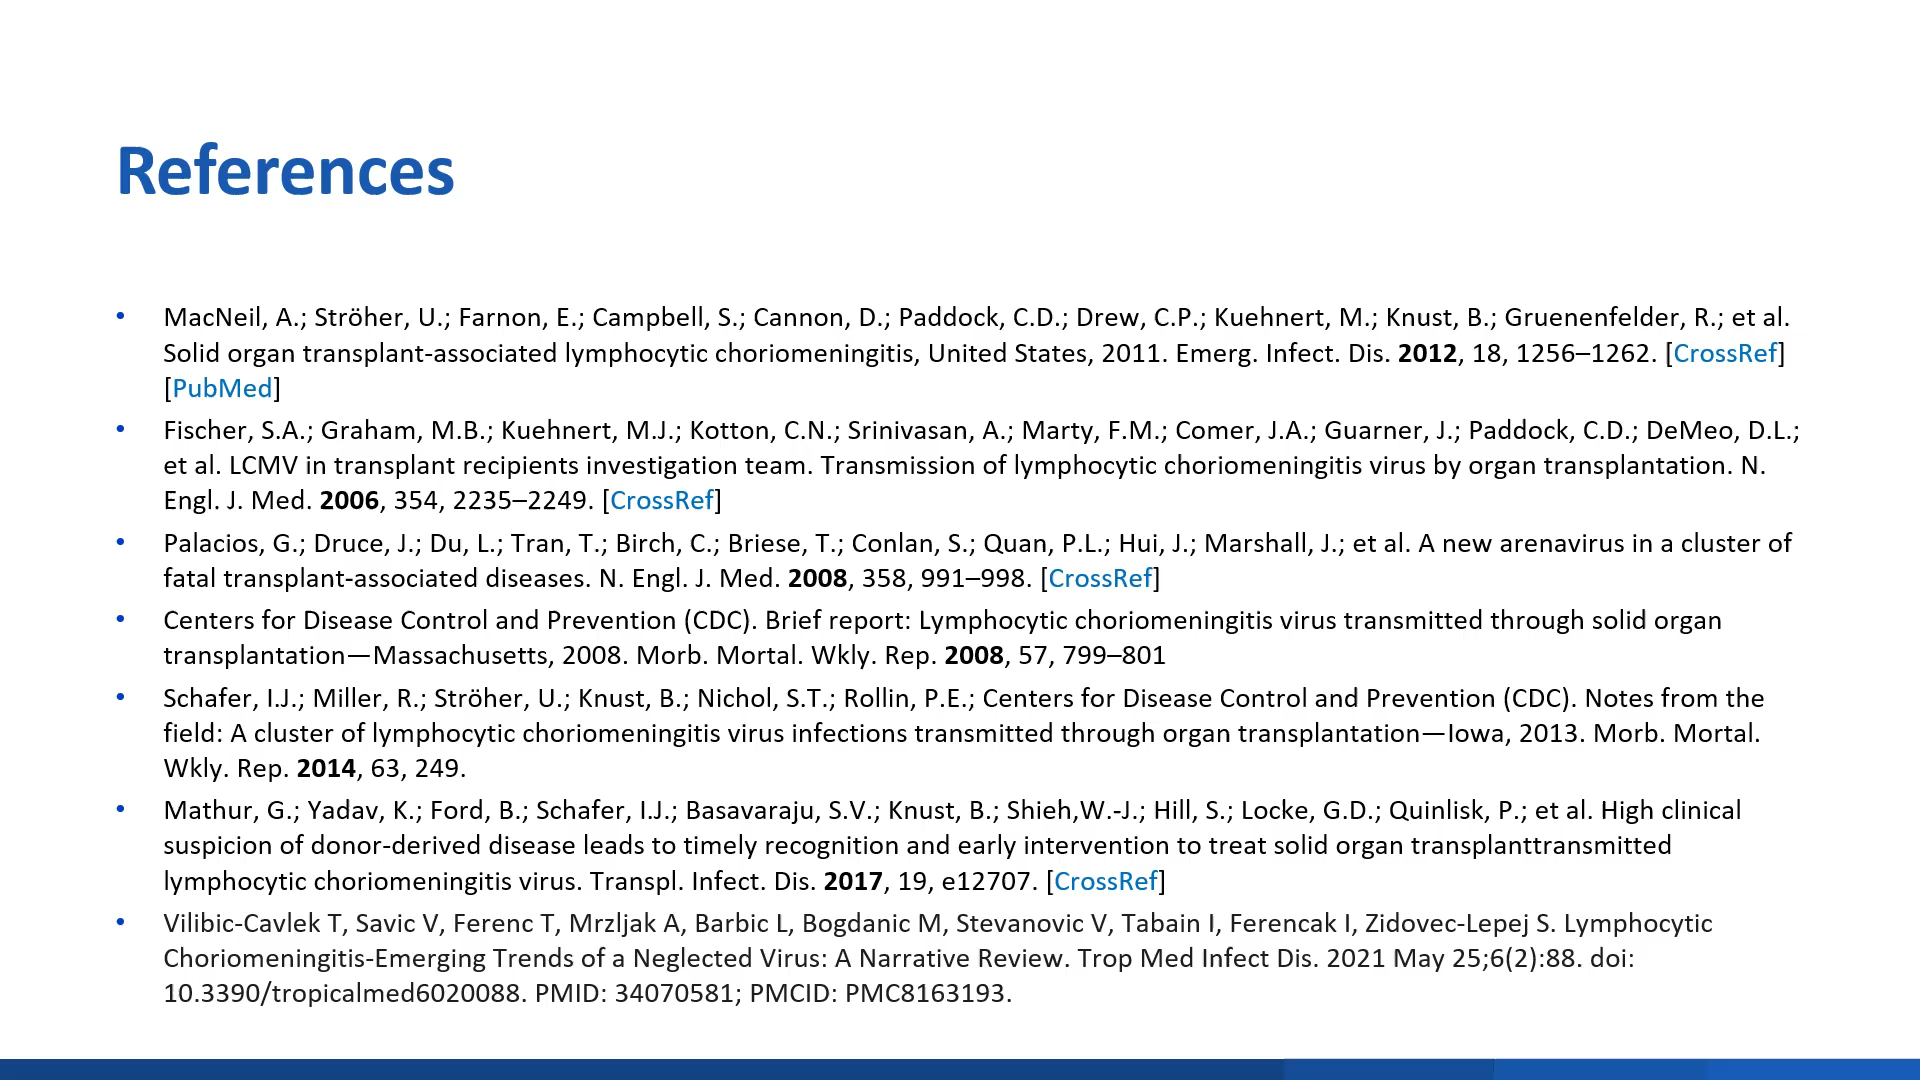 References
• MacNeil, A.; Ströher, U.; Farnon, E.; Campbell, S.; Cannon, D.; Paddock, C.D.; Drew, C.P.; Kuehnert, M.; Knust, B.; Gruenenfelder, R.; et al.
Solid organ transplant-associated lymphocytic choriomeningitis, United States, 2011. Emerg. Infect. Dis. 2012, 18, 1256–1262. [CrossRef]
[PubMed]
• Fischer, S.A.; Graham, M.B.; Kuehnert, M.J.; Kotton, C.N.; Srinivasan, A.; Marty, F.M.; Comer, J.A.; Guarner, J.; Paddock, C.D.; DeMeo, D.L.;
et al. LCMV in transplant recipients investigation team. Transmission of lymphocytic choriomeningitis virus by organ transplantation. N.
Engl. J. Med. 2006, 354, 2235–2249. [CrossRef]
• Palacios, G.; Druce, J.; Du, L.; Tran, T.; Birch, C.; Briese, T.; Conlan, S.; Quan, P.L.; Hui, J.; Marshall, J.; et al. A new arenavirus in a cluster of
fatal transplant-associated diseases. N. Engl. J. Med. 2008, 358, 991–998. [CrossRef]
• Centers for Disease Control and Prevention (CDC). Brief report: Lymphocytic choriomeningitis virus transmitted through solid organ
transplantation—Massachusetts, 2008. Morb. Mortal. Wkly. Rep. 2008, 57, 799–801
• Schafer, I.J.; Miller, R.; Ströher, U.; Knust, B.; Nichol, S.T.; Rollin, P.E.; Centers for Disease Control and Prevention (CDC). Notes from the
field: A cluster of lymphocytic choriomeningitis virus infections transmitted through organ transplantation—Iowa, 2013. Morb. Mortal.
Wkly. Rep. 2014, 63, 249.
• Mathur, G.; Yadav, K.; Ford, B.; Schafer, I.J.; Basavaraju, S.V.; Knust, B.; Shieh,W.-J.; Hill, S.; Locke, G.D.; Quinlisk, P.; et al. High clinical
suspicion of donor-derived disease leads to timely recognition and early intervention to treat solid organ transplanttransmitted
lymphocytic choriomeningitis virus. Transpl. Infect. Dis. 2017, 19, e12707. [CrossRef]
• Vilibic-Cavlek T, Savic V, Ferenc T, Mrzljak A, Barbic L, Bogdanic M, Stevanovic V, Tabain I, Ferencak I, Zidovec-Lepej S. Lymphocytic
Choriomeningitis-Emerging Trends of a Neglected Virus: A Narrative Review. Trop Med Infect Dis. 2021 May 25;6(2):88. doi:
10.3390/tropicalmed6020088. PMID: 34070581; PMCID: PMC8163193.